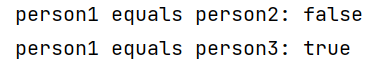 person1 equals person2: false
person1 equals person3: true